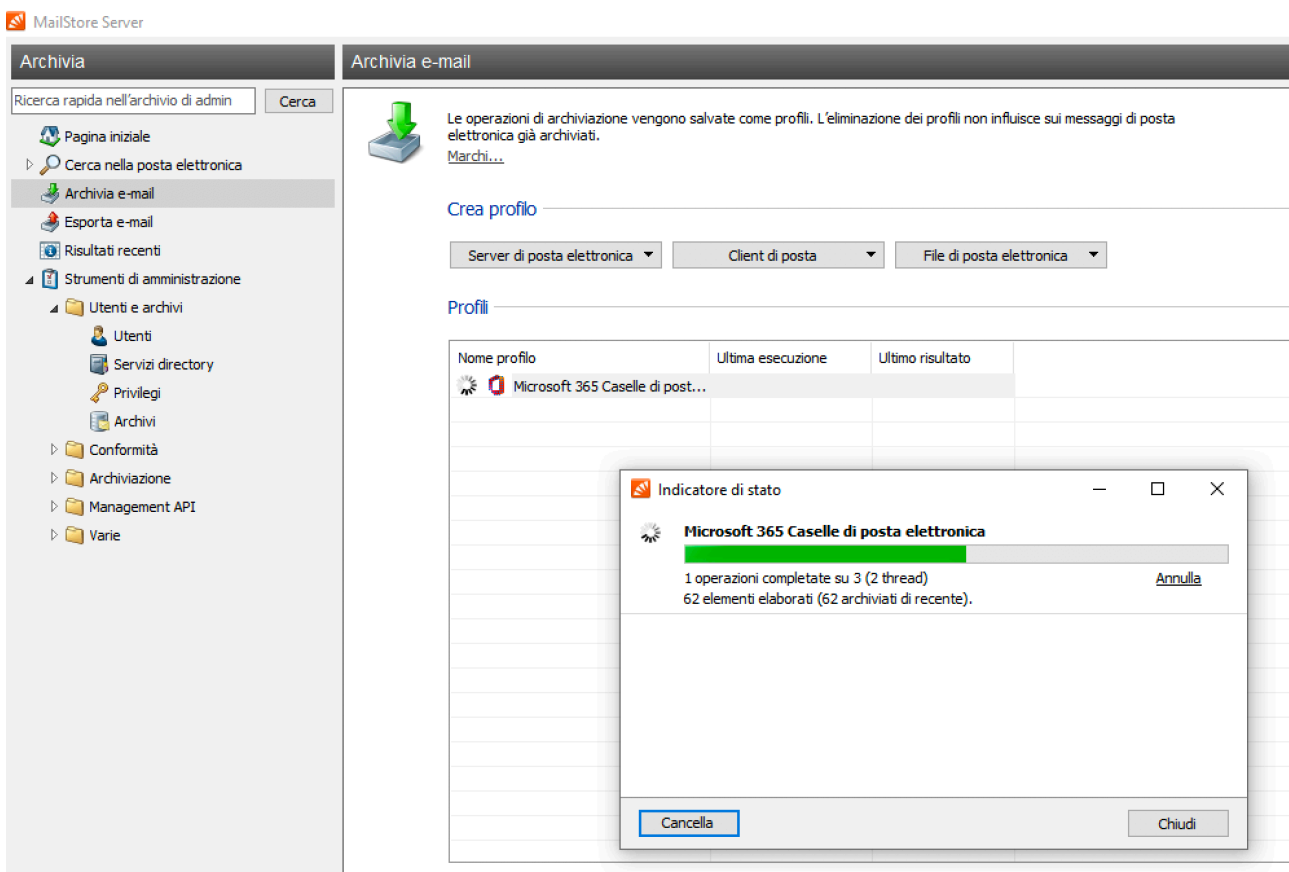 MailStore Server
Archivia
Ricerca rapida nell'archivio di admin
Cerca
Pagina iniziale
Cerca nella posta elettronica
Archivia e-mail
Esporta e-mail
Risultati recenti
Strumenti di amministrazione
Utenti e archivi
Utenti
Servizi directory
Privilegi
Archivi
Conformità
Archiviazione
Management API
Varie
Archivia e-mail
Le operazioni di archiviazione vengono salvate come profili. L'eliminazione dei profili non influisce sui messaggi di posta
elettronica già archiviati.
Marchi...
Crea profilo
Server di posta elettronica
Client di posta
File di posta elettronica
Profili
Nome profilo
Ultima esecuzione
Ultimo risultato
Microsoft 365 Caselle di post...
Indicatore di stato
Microsoft 365 Caselle di posta elettronica
1 operazioni completate su 3 (2 thread)
Annulla
62 elementi elaborati (62 archiviati di recente).
Cancella
Chiudi